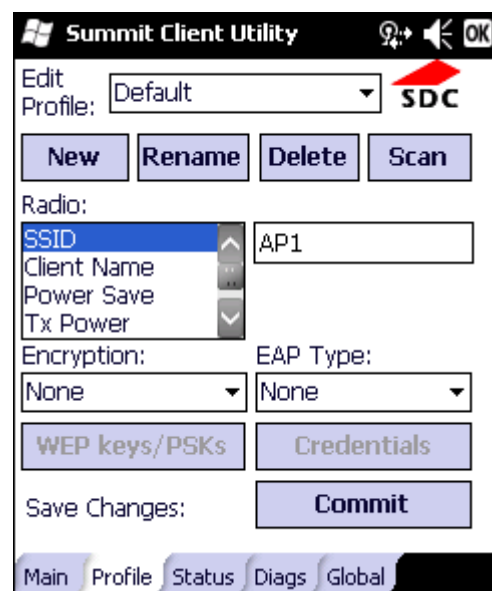 Summit Client Utility OK
Edit
Profile: Default
SDC
New Rename Delete Scan
Radio:
SSID AP1
Client Name
Power Save
Tx Power
Encryption: EAP Type:
None None
WEP keys/PSKs Credentials
Save Changes: Commit
Main Profile Status Diags Global